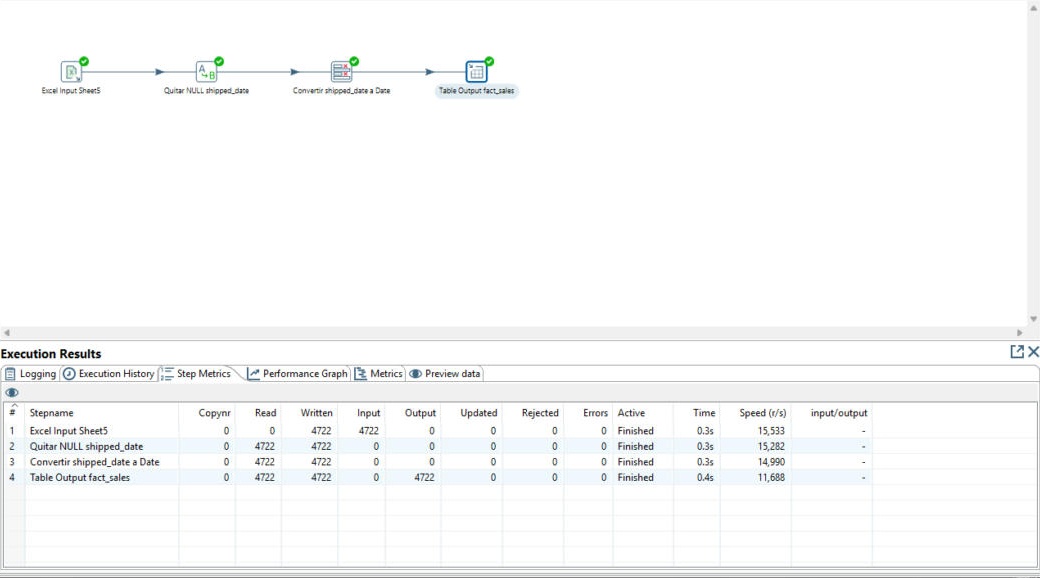 Excel Input Sheet5 Quitar NULL shipped_date Convertir shipped_date a Date Table Output fact_sales
Execution Results
Logging Execution History Step Metrics Performance Graph Metrics Preview data
# Stepname Copynr Read Written Input Output Updated Rejected Errors Active Time Speed (r/s) input/output
1 Excel Input Sheet5 0 0 4722 4722 0 0 0 0 Finished 0.3s 15,533 -
2 Quitar NULL shipped_date 0 4722 4722 0 0 0 0 0 Finished 0.3s 15,282 -
3 Convertir shipped_date a Date 0 4722 4722 0 0 0 0 0 Finished 0.3s 14,990 -
4 Table Output fact_sales 0 4722 4722 0 4722 0 0 0 Finished 0.4s 11,688 -